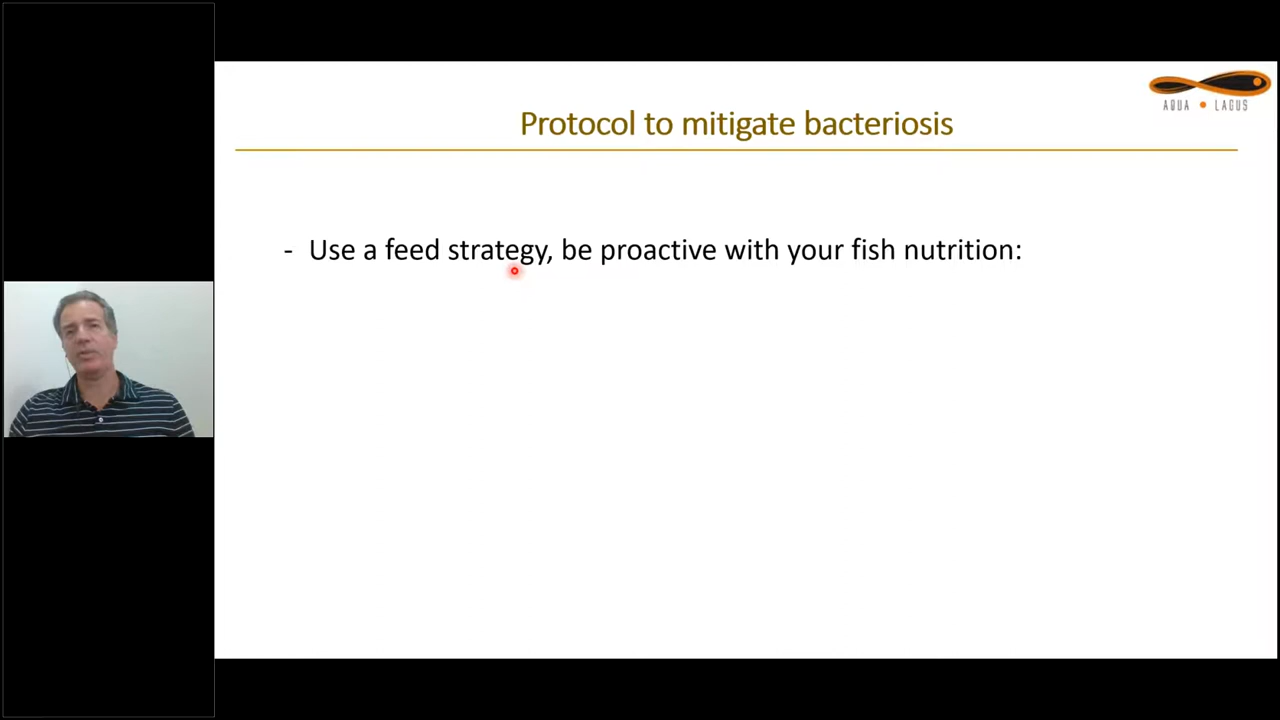 AQUA LAGUS
Protocol to mitigate bacteriosis
- Use a feed strategy, be proactive with your fish nutrition: